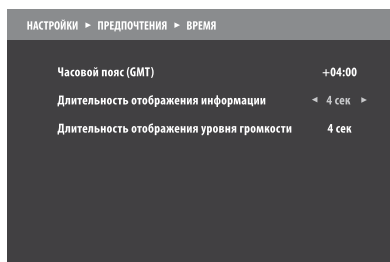 НАСТРОЙКИ ► ПРЕДПОЧТЕНИЯ ► ВРЕМЯ
Часовой пояс (GMT) +04:00
Длительность отображения информации ◄ 4 сек ►
Длительность отображения уровня громкости 4 сек